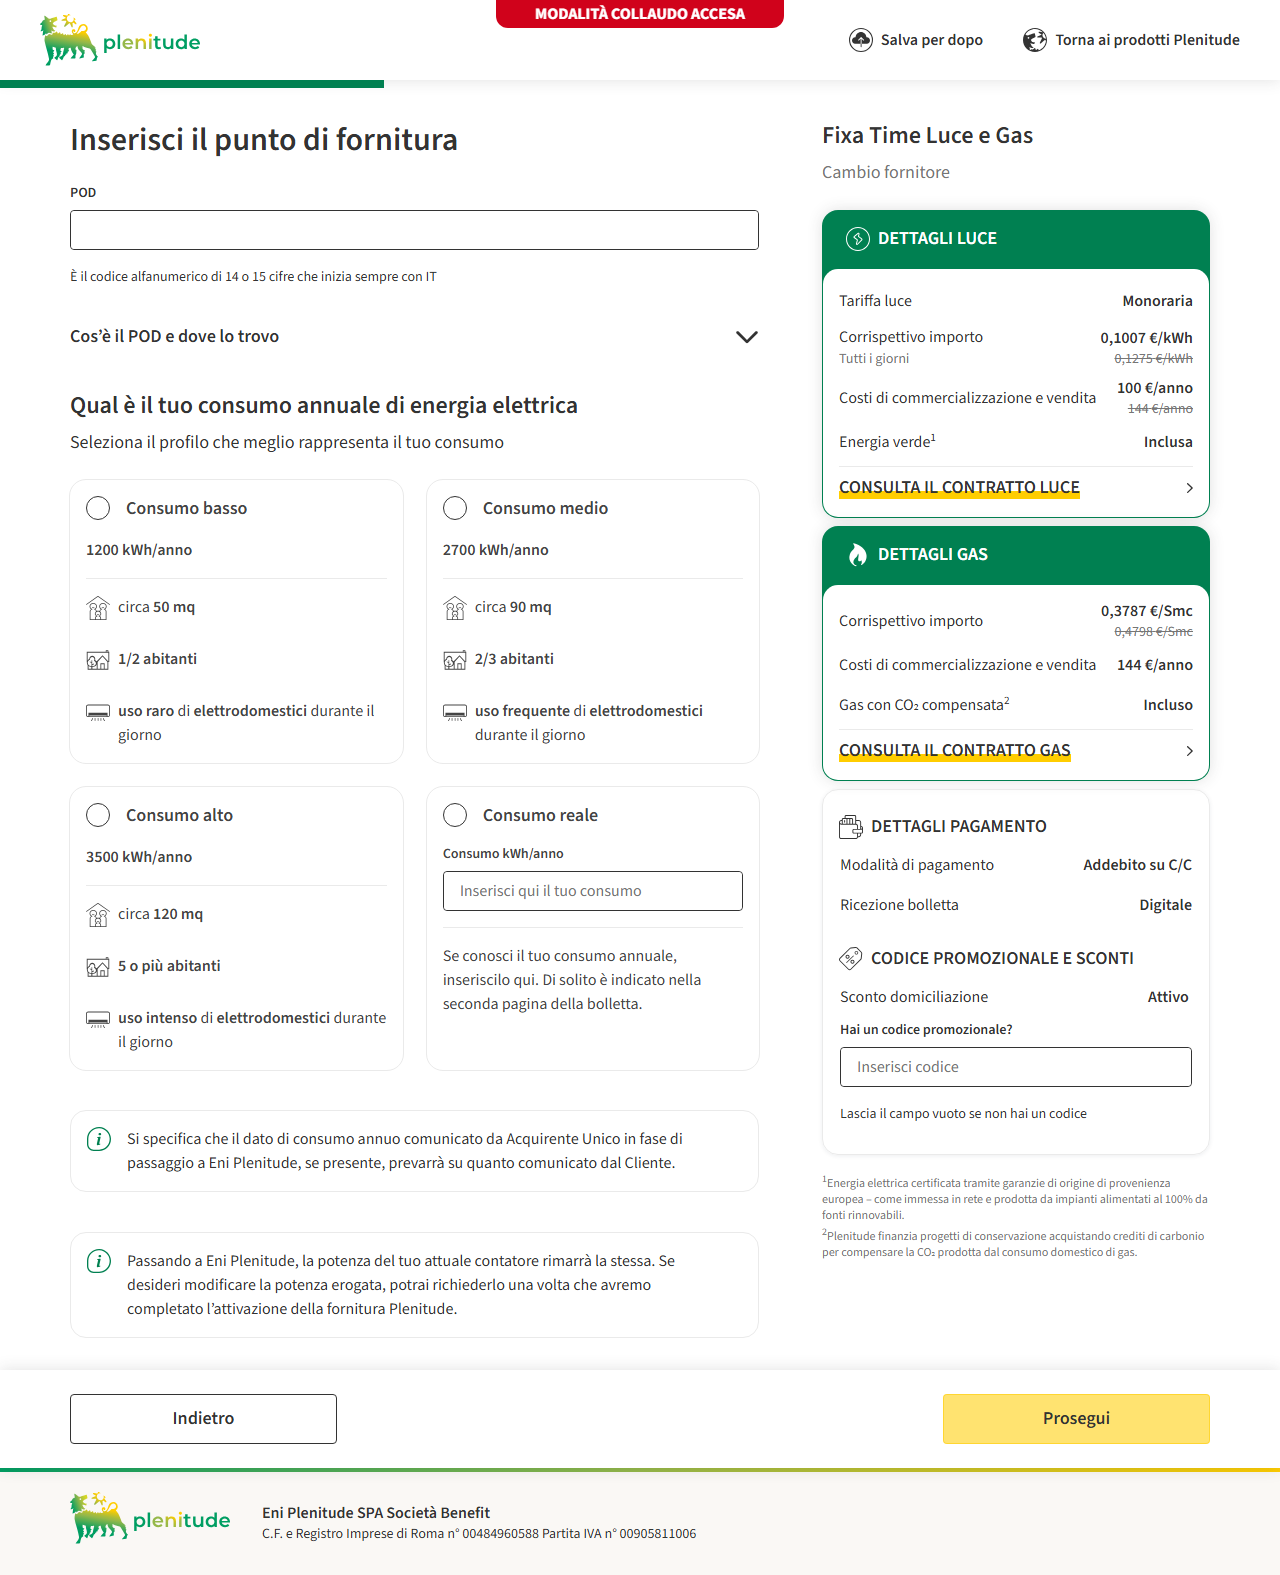 plenitude
MODALITÀ COLLAUDO ACCESA
Salva per dopo
Torna ai prodotti Plenitude
Inserisci il punto di fornitura
POD
È il codice alfanumerico di 14 o 15 cifre che inizia sempre con IT
Cos’è il POD e dove lo trovo
Qual è il tuo consumo annuale di energia elettrica
Seleziona il profilo che meglio rappresenta il tuo consumo
Consumo basso
1200 kWh/anno
circa 50 mq
1/2 abitanti
uso raro di elettrodomestici durante il
giorno
Consumo medio
2700 kWh/anno
circa 90 mq
2/3 abitanti
uso frequente di elettrodomestici
durante il giorno
Consumo alto
3500 kWh/anno
circa 120 mq
5 o più abitanti
uso intenso di elettrodomestici durante
il giorno
Consumo reale
Consumo kWh/anno
Inserisci qui il tuo consumo
Se conosci il tuo consumo annuale,
inseriscilo qui. Di solito è indicato nella
seconda pagina della bolletta.
Si specifica che il dato di consumo annuo comunicato da Acquirente Unico in fase di
passaggio a Eni Plenitude, se presente, prevarrà su quanto comunicato dal Cliente.
Passando a Eni Plenitude, la potenza del tuo attuale contatore rimarrà la stessa. Se
desideri modificare la potenza erogata, potrai richiederlo una volta che avremo
completato l’attivazione della fornitura Plenitude.
Fixa Time Luce e Gas
Cambio fornitore
DETTAGLI LUCE
Tariffa luce Monoraria
Corrispettivo importo 0,1007 €/kWh
Tutti i giorni 0,1275 €/kWh
Costi di commercializzazione e vendita 100 €/anno
144 €/anno
Energia verde¹ Inclusa
CONSULTA IL CONTRATTO LUCE
DETTAGLI GAS
Corrispettivo importo 0,3787 €/Smc
0,4798 €/Smc
Costi di commercializzazione e vendita 144 €/anno
Gas con CO₂ compensata² Incluso
CONSULTA IL CONTRATTO GAS
DETTAGLI PAGAMENTO
Modalità di pagamento Addebito su C/C
Ricezione bolletta Digitale
CODICE PROMOZIONALE E SCONTI
Sconto domiciliazione Attivo
Hai un codice promozionale?
Inserisci codice
Lascia il campo vuoto se non hai un codice
¹Energia elettrica certificata tramite garanzie di origine di provenienza
europea – come immessa in rete e prodotta da impianti alimentati al 100% da
fonti rinnovabili.
²Plenitude finanzia progetti di conservazione acquistando crediti di carbonio
per compensare la CO₂ prodotta dal consumo domestico di gas.
Indietro
Prosegui
plenitude
Eni Plenitude SPA Società Benefit
C.F. e Registro Imprese di Roma n° 00484960588 Partita IVA n° 00905811006